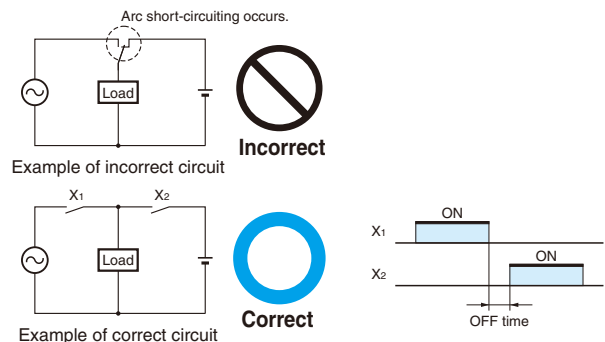 Arc short-circuiting occurs.
Load
Incorrect
Example of incorrect circuit
X1
X2
Load
Correct
Example of correct circuit
ON
X1
ON
X2
OFF time